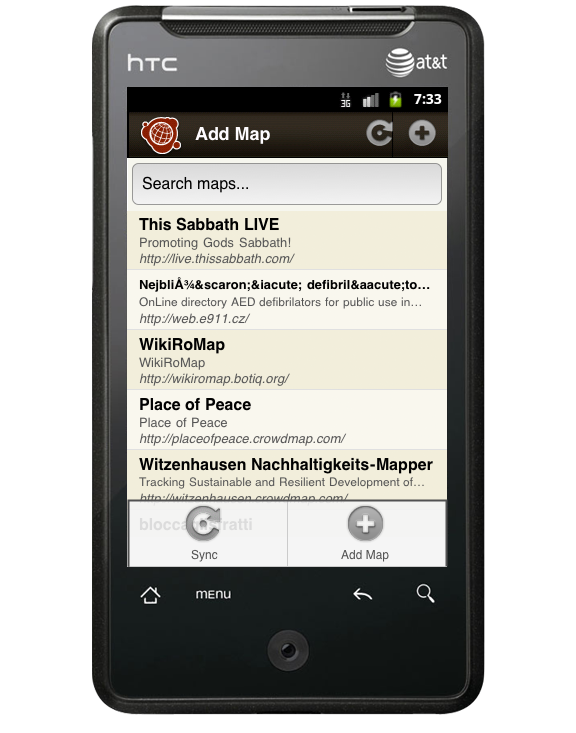 hTC
at&t
3G
7:33
Add Map
Search maps...
This Sabbath LIVE
Promoting Gods Sabbath!
http://live.thissabbath.com/
NejbliÅ¾&scaron;&iacute; defibril&aacute;to...
OnLine directory AED defibrilators for public use in...
http://web.e911.cz/
WikiRoMap
WikiRoMap
http://wikiromap.botiq.org/
Place of Peace
Place of Peace
http://placeofpeace.crowdmap.com/
Witzenhausen Nachhaltigkeits-Mapper
Tracking Sustainable and Resilient Development of...
http://witzenhausen.crowdmap.com/
Sync
Add Map
MENU